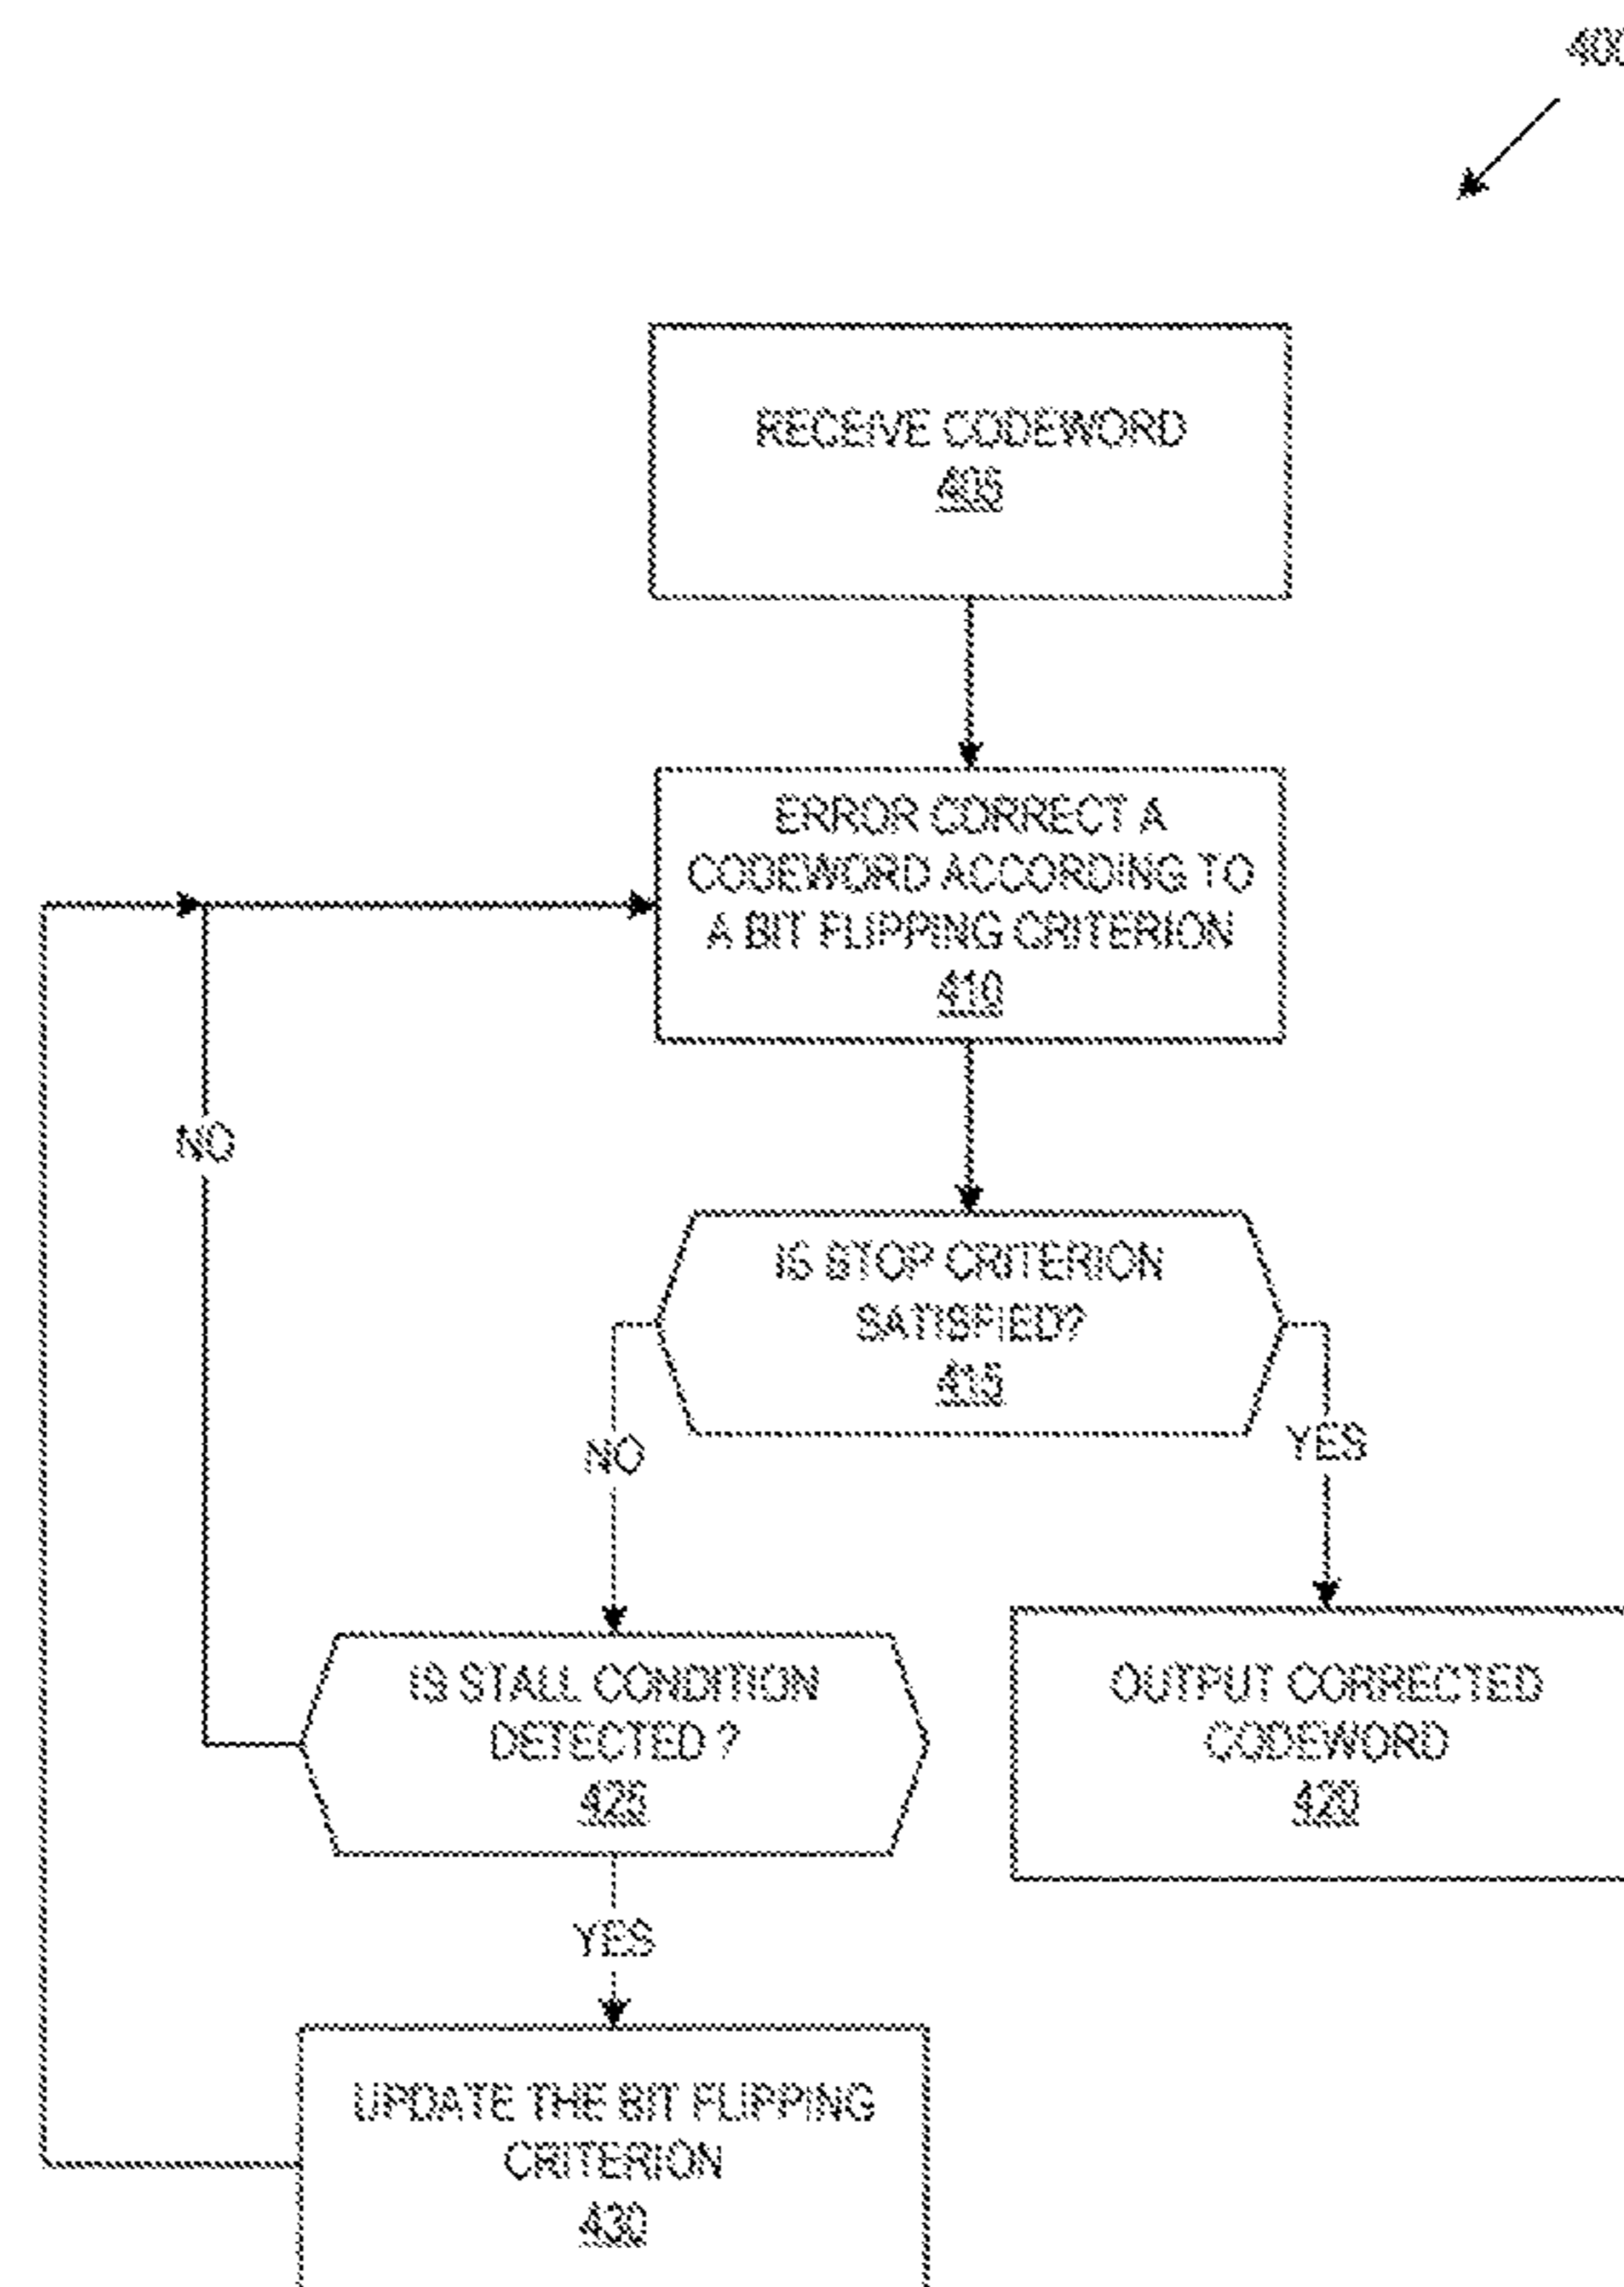 400
RECEIVE CODEWORD
405
ERROR CORRECT A
CODEWORD ACCORDING TO
A BIT FLIPPING CRITERION
410
NO
IS STOP CRITERION
SATISFIED?
415
NO
YES
IS STALL CONDITION
DETECTED ?
425
OUTPUT CORRECTED
CODEWORD
420
YES
UPDATE THE BIT FLIPPING
CRITERION
430